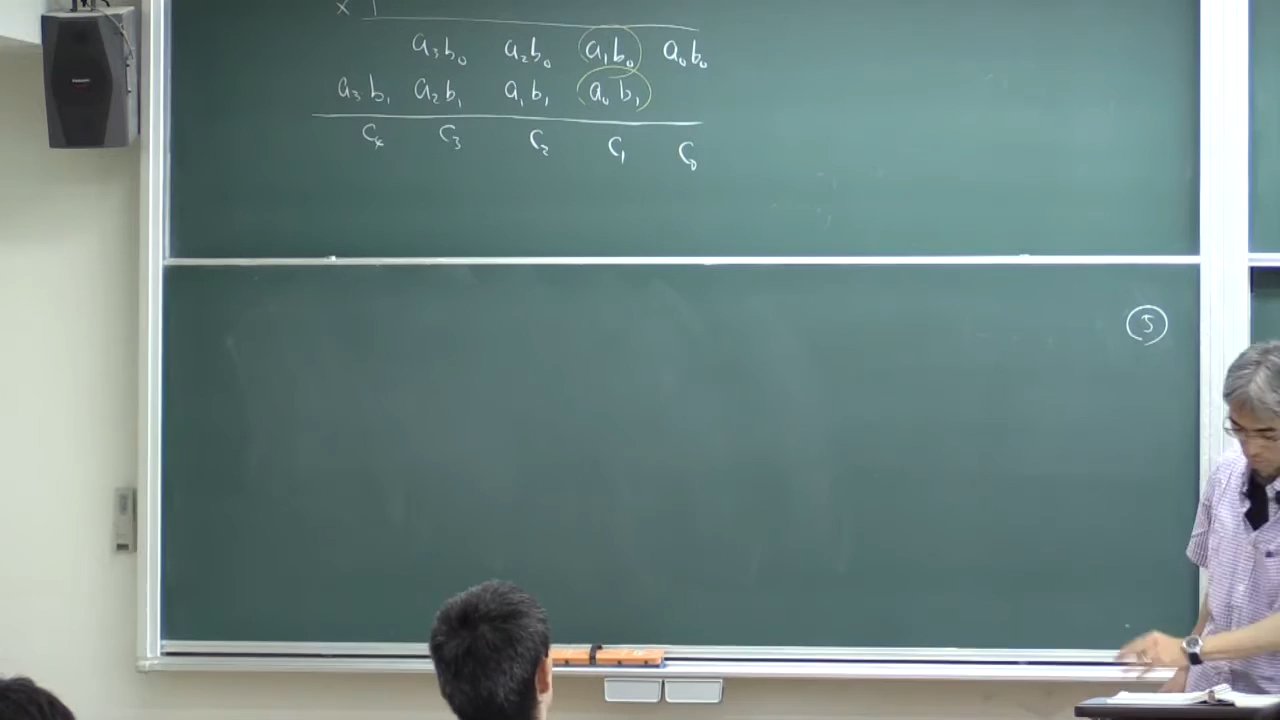 ×
a₃b₀ a₂b₀ a₁b₀ a₀b₀
a₃b₁ a₂b₁ a₁b₁ a₀b₁
C₄ C₃ C₂ C₁ C₀
⑤